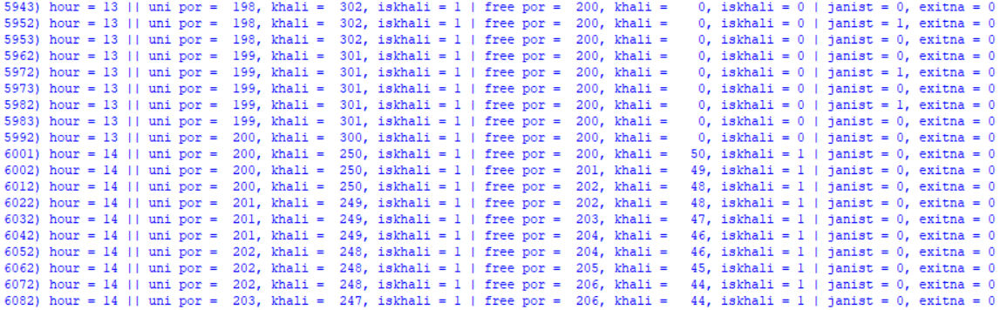 5943) hour = 13 || uni por =  198, khali =  302, iskhali = 1 | free por =  200, khali =    0, iskhali = 0 | janist = 0, exitna = 0
5952) hour = 13 || uni por =  198, khali =  302, iskhali = 1 | free por =  200, khali =    0, iskhali = 0 | janist = 1, exitna = 0
5953) hour = 13 || uni por =  198, khali =  302, iskhali = 1 | free por =  200, khali =    0, iskhali = 0 | janist = 0, exitna = 0
5962) hour = 13 || uni por =  199, khali =  301, iskhali = 1 | free por =  200, khali =    0, iskhali = 0 | janist = 0, exitna = 0
5972) hour = 13 || uni por =  199, khali =  301, iskhali = 1 | free por =  200, khali =    0, iskhali = 0 | janist = 1, exitna = 0
5973) hour = 13 || uni por =  199, khali =  301, iskhali = 1 | free por =  200, khali =    0, iskhali = 0 | janist = 0, exitna = 0
5982) hour = 13 || uni por =  199, khali =  301, iskhali = 1 | free por =  200, khali =    0, iskhali = 0 | janist = 1, exitna = 0
5983) hour = 13 || uni por =  199, khali =  301, iskhali = 1 | free por =  200, khali =    0, iskhali = 0 | janist = 0, exitna = 0
5992) hour = 13 || uni por =  200, khali =  300, iskhali = 1 | free por =  200, khali =    0, iskhali = 0 | janist = 0, exitna = 0
6001) hour = 14 || uni por =  200, khali =  250, iskhali = 1 | free por =  200, khali =   50, iskhali = 1 | janist = 0, exitna = 0
6002) hour = 14 || uni por =  200, khali =  250, iskhali = 1 | free por =  201, khali =   49, iskhali = 1 | janist = 0, exitna = 0
6012) hour = 14 || uni por =  200, khali =  250, iskhali = 1 | free por =  202, khali =   48, iskhali = 1 | janist = 0, exitna = 0
6022) hour = 14 || uni por =  201, khali =  249, iskhali = 1 | free por =  202, khali =   48, iskhali = 1 | janist = 0, exitna = 0
6032) hour = 14 || uni por =  201, khali =  249, iskhali = 1 | free por =  203, khali =   47, iskhali = 1 | janist = 0, exitna = 0
6042) hour = 14 || uni por =  201, khali =  249, iskhali = 1 | free por =  204, khali =   46, iskhali = 1 | janist = 0, exitna = 0
6052) hour = 14 || uni por =  202, khali =  248, iskhali = 1 | free por =  204, khali =   46, iskhali = 1 | janist = 0, exitna = 0
6062) hour = 14 || uni por =  202, khali =  248, iskhali = 1 | free por =  205, khali =   45, iskhali = 1 | janist = 0, exitna = 0
6072) hour = 14 || uni por =  202, khali =  248, iskhali = 1 | free por =  206, khali =   44, iskhali = 1 | janist = 0, exitna = 0
6082) hour = 14 || uni por =  203, khali =  247, iskhali = 1 | free por =  206, khali =   44, iskhali = 1 | janist = 0, exitna = 0